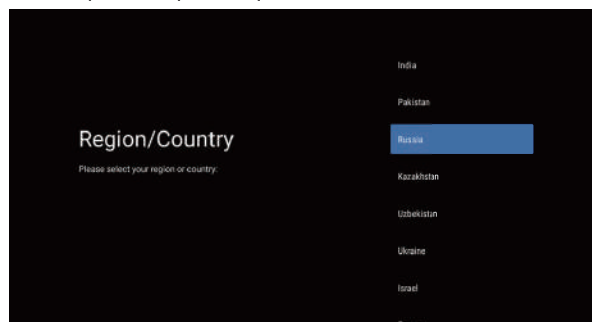 Region/Country
Please select your region or country:
India
Pakistan
Russia
Kazakhstan
Uzbekistan
Ukraine
Israel